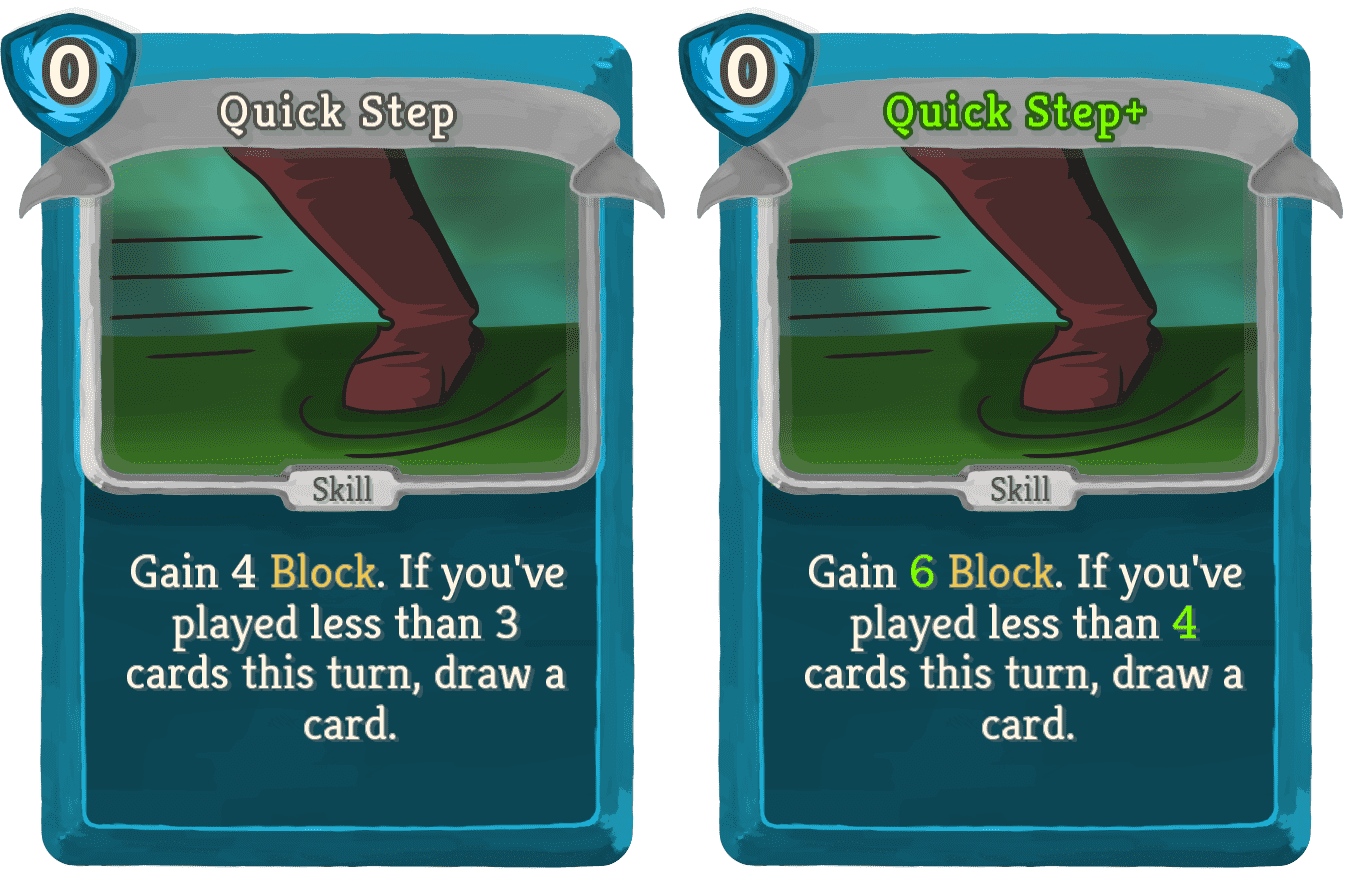 0
Quick Step
Skill
Gain 4 Block. If you've
played less than 3
cards this turn, draw a
card.
0
Quick Step+
Skill
Gain 6 Block. If you've
played less than 4
cards this turn, draw a
card.